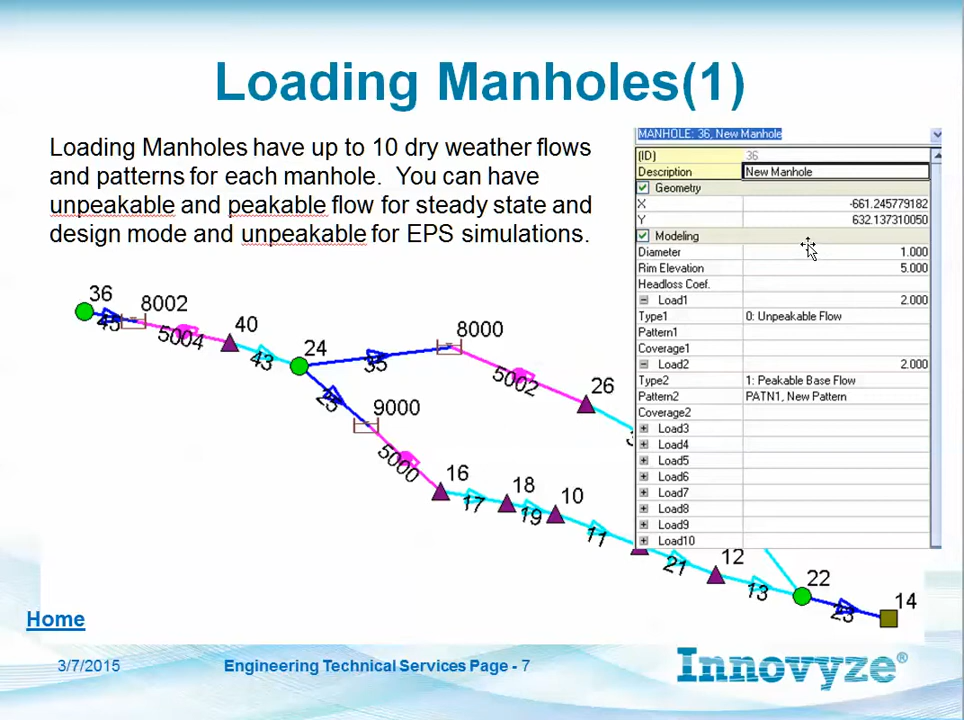 Loading Manholes(1)
Loading Manholes have up to 10 dry weather flows
and patterns for each manhole. You can have
unpeakable and peakable flow for steady state and
design mode and unpeakable for EPS simulations.
MANHOLE: 36, New Manhole
(ID) 36
Description New Manhole
Geometry
X -661.245779182
Y 632.137310050
Modeling
Diameter 1.000
Rim Elevation 5.000
Headloss Coef.
Load1 2.000
Type1 0: Unpeakable Flow
Pattern1
Coverage1
Load2 2.000
Type2 1: Peakable Base Flow
Pattern2 PATN1, New Pattern
Coverage2
Load3
Load4
Load5
Load6
Load7
Load8
Load9
Load10
36
45
8002
5004
40
43
24
35
8000
5002
26
25
9000
5000
16
17
18
19
10
11
21
12
13
22
23
14
Home
3/7/2015
Engineering Technical Services Page - 7
Innovyze®